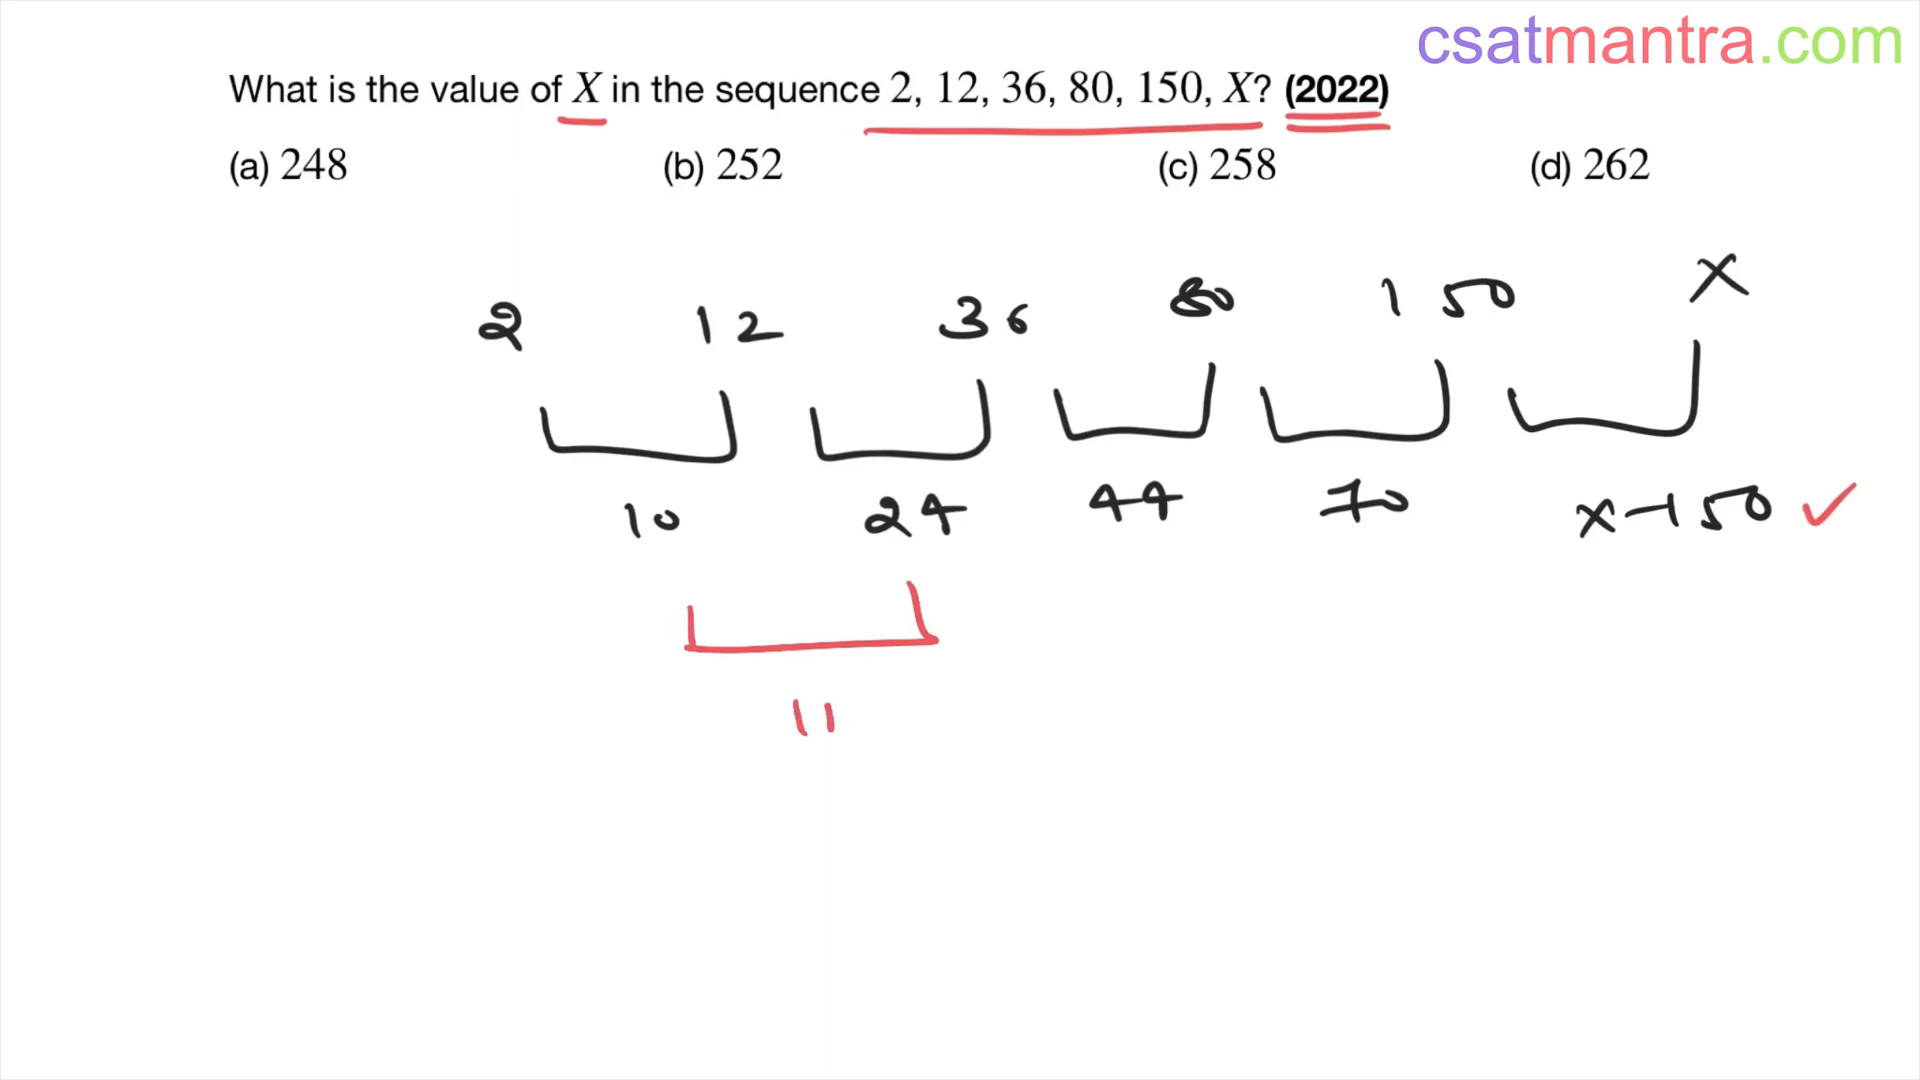 csatmantra.com
What is the value of X in the sequence 2, 12, 36, 80, 150, X? (2022)
(a) 248 (b) 252 (c) 258 (d) 262
2 12 36 80 150 X
10 24 44 70 x-150 ✓
11